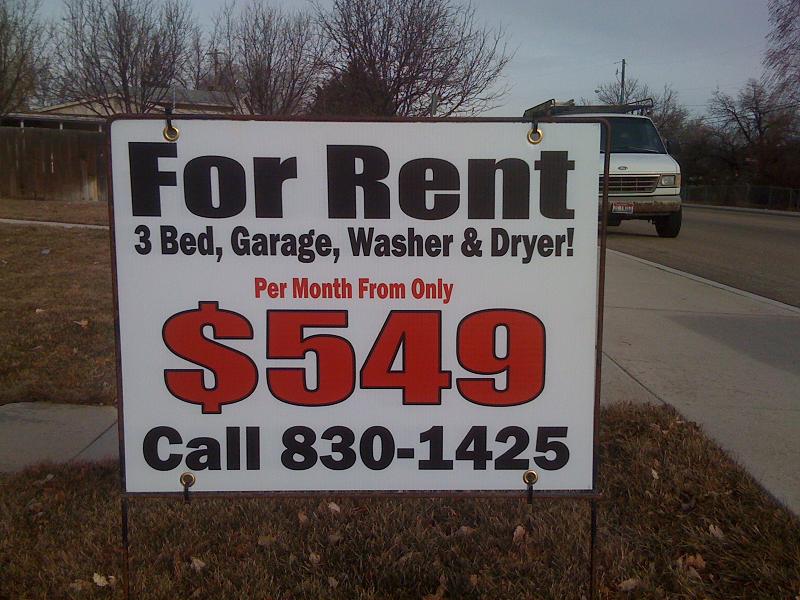 For Rent
3 Bed, Garage, Washer & Dryer!
Per Month From Only
$549
Call 830-1425